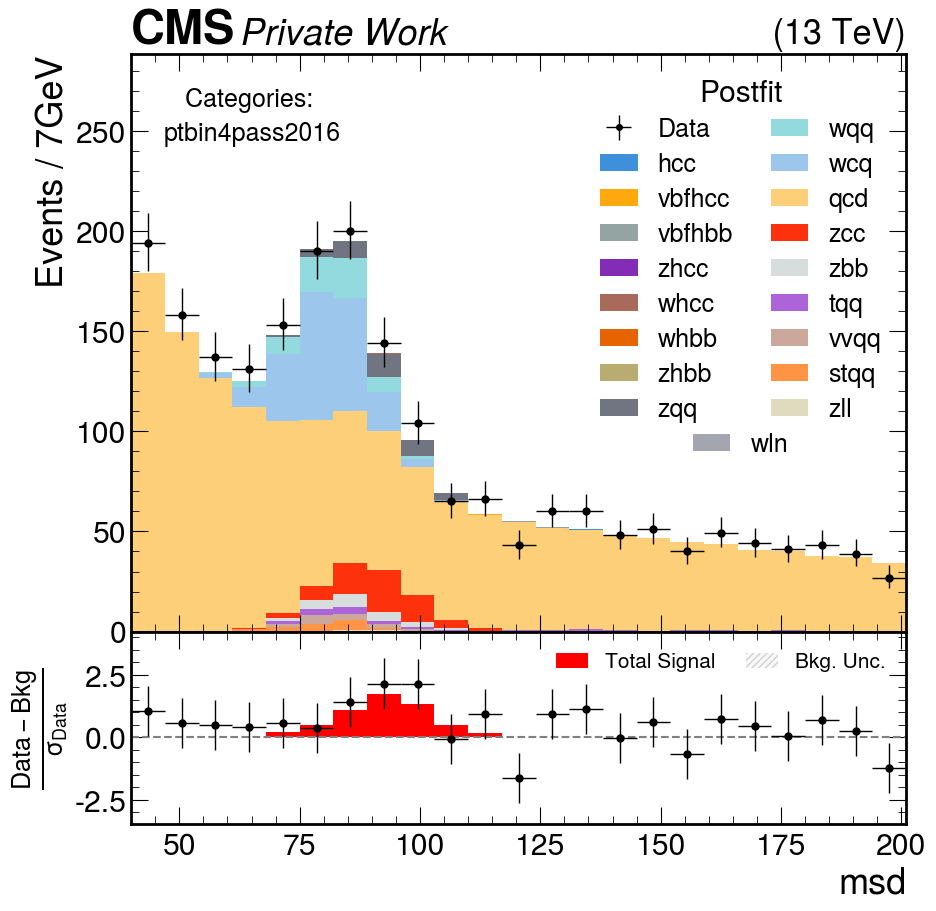 CMS Private Work (13 TeV)
Events / 7GeV
Categories:
ptbin4pass2016
Postfit
Data wqq
hcc wcq
vbfhcc qcd
vbfhbb zcc
zhcc zbb
whcc tqq
whbb vvqq
zhbb stqq
zqq zll
wln
250
200
150
100
50
0
Total Signal Bkg. Unc.
Data – Bkg
σData
2.5
0.0
-2.5
50 75 100 125 150 175 200
msd